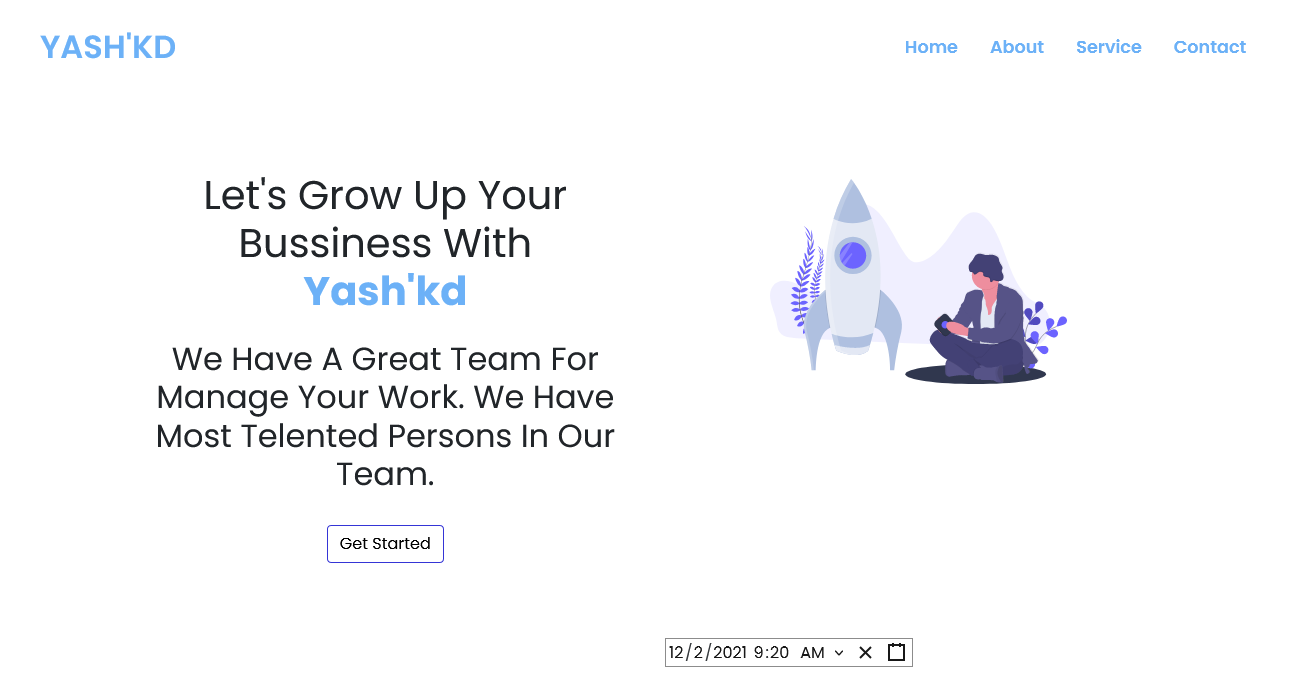 YASH'KD
Home About Service Contact
Let's Grow Up Your
Bussiness With
Yash'kd
We Have A Great Team For
Manage Your Work. We Have
Most Telented Persons In Our
Team.
Get Started
12/2/2021 9:20 AM